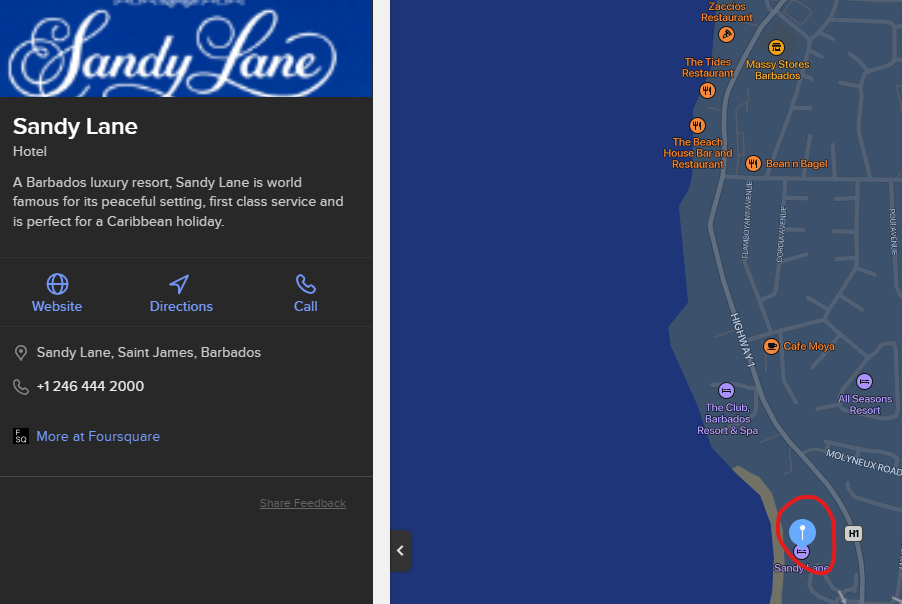 Sandy Lane
Sandy Lane
Hotel
A Barbados luxury resort, Sandy Lane is world
famous for its peaceful setting, first class service and
is perfect for a Caribbean holiday.
Website
Directions
Call
Sandy Lane, Saint James, Barbados
+1 246 444 2000
F
SQ
More at Foursquare
Share Feedback
Zaccios
Restaurant
Massy Stores
Barbados
The Tides
Restaurant
The Beach
House Bar and
Restaurant
Bean n Bagel
FLAMBOYANT AVENUE
CORDIA AVENUE
POUI AVENUE
HIGHWAY 1
Cafe Moya
The Club,
Barbados
Resort & Spa
All Seasons
Resort
MOLYNEUX ROAD
H1
Sandy Lane